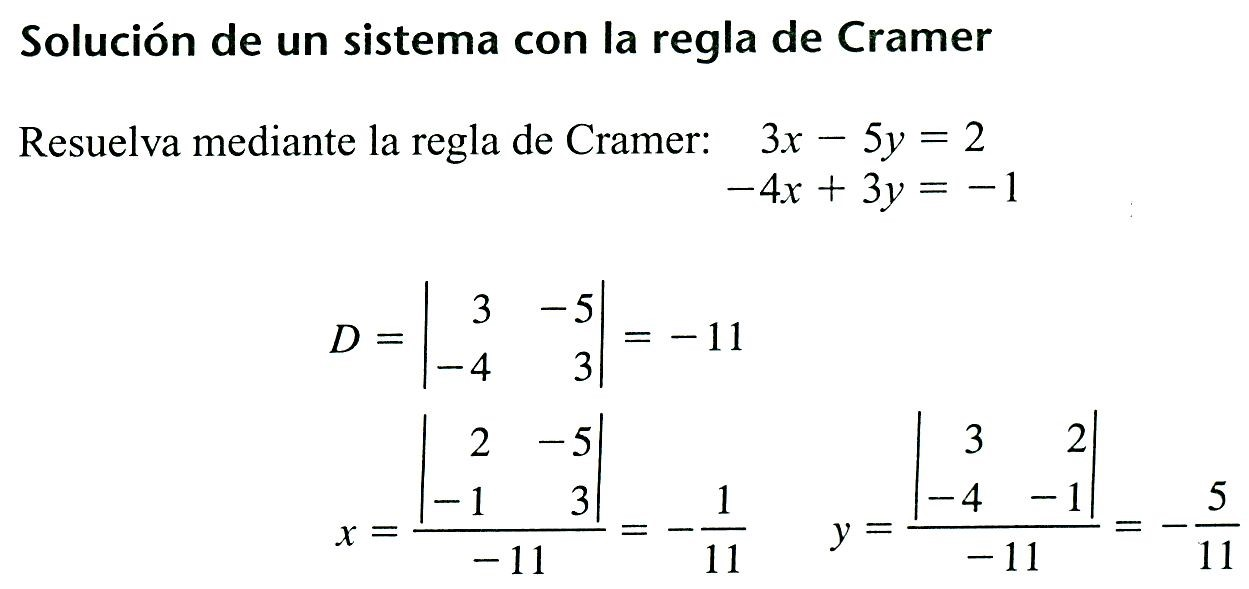 Solución de un sistema con la regla de Cramer
Resuelva mediante la regla de Cramer: 3x − 5y = 2
−4x + 3y = −1
D = | 3 −5 | = −11
| −4 3 |
| 2 −5 |
| −1 3 |
x = ――― = − 1/11
−11
| 3 2 |
| −4 −1 |
y = ――― = − 5/11
−11